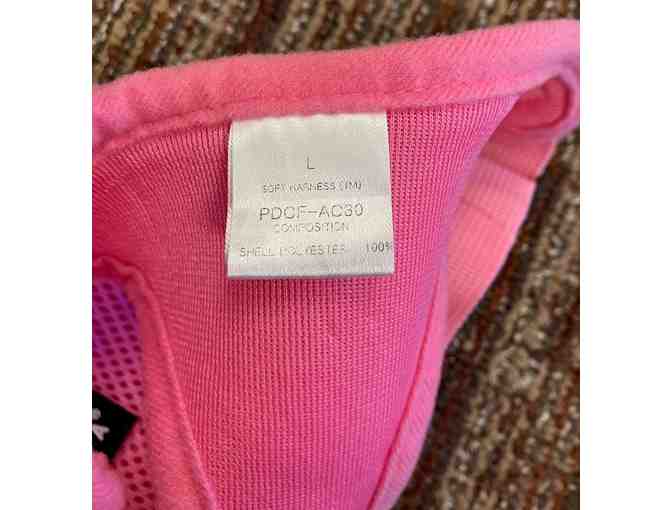 L
SOFT HARNESS (TM)
PDCF-AC30
COMPOSITION
SHELL POLYESTER 100%